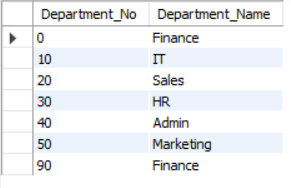 Department_No Department_Name
0 Finance
10 IT
20 Sales
30 HR
40 Admin
50 Marketing
90 Finance